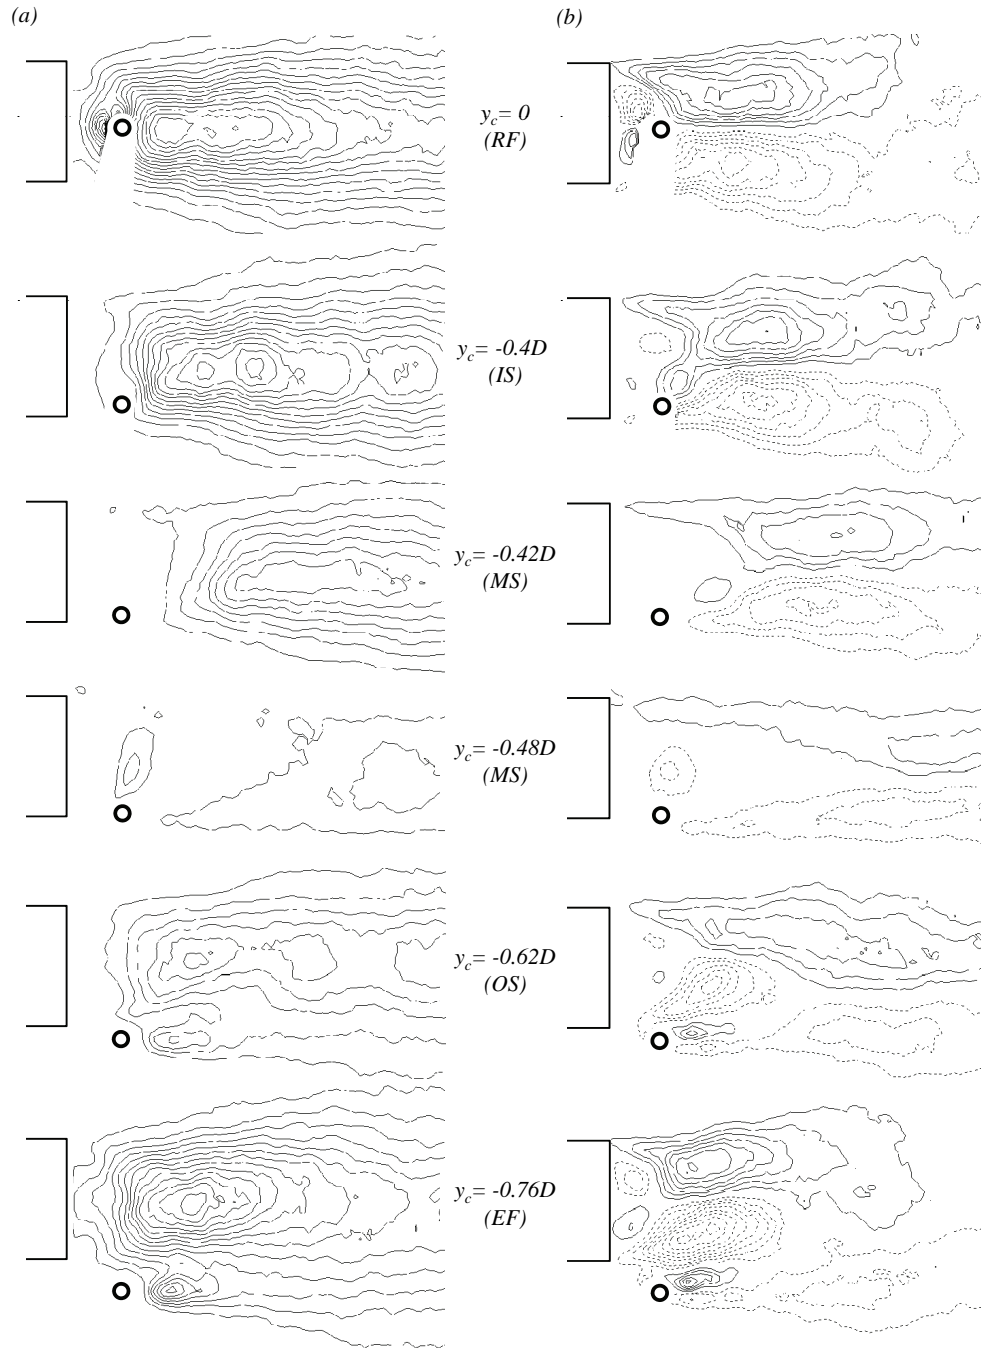 (a)
(b)
y_c= 0
(RF)
y_c= -0.4D
(IS)
y_c= -0.42D
(MS)
y_c= -0.48D
(MS)
y_c= -0.62D
(OS)
y_c= -0.76D
(EF)